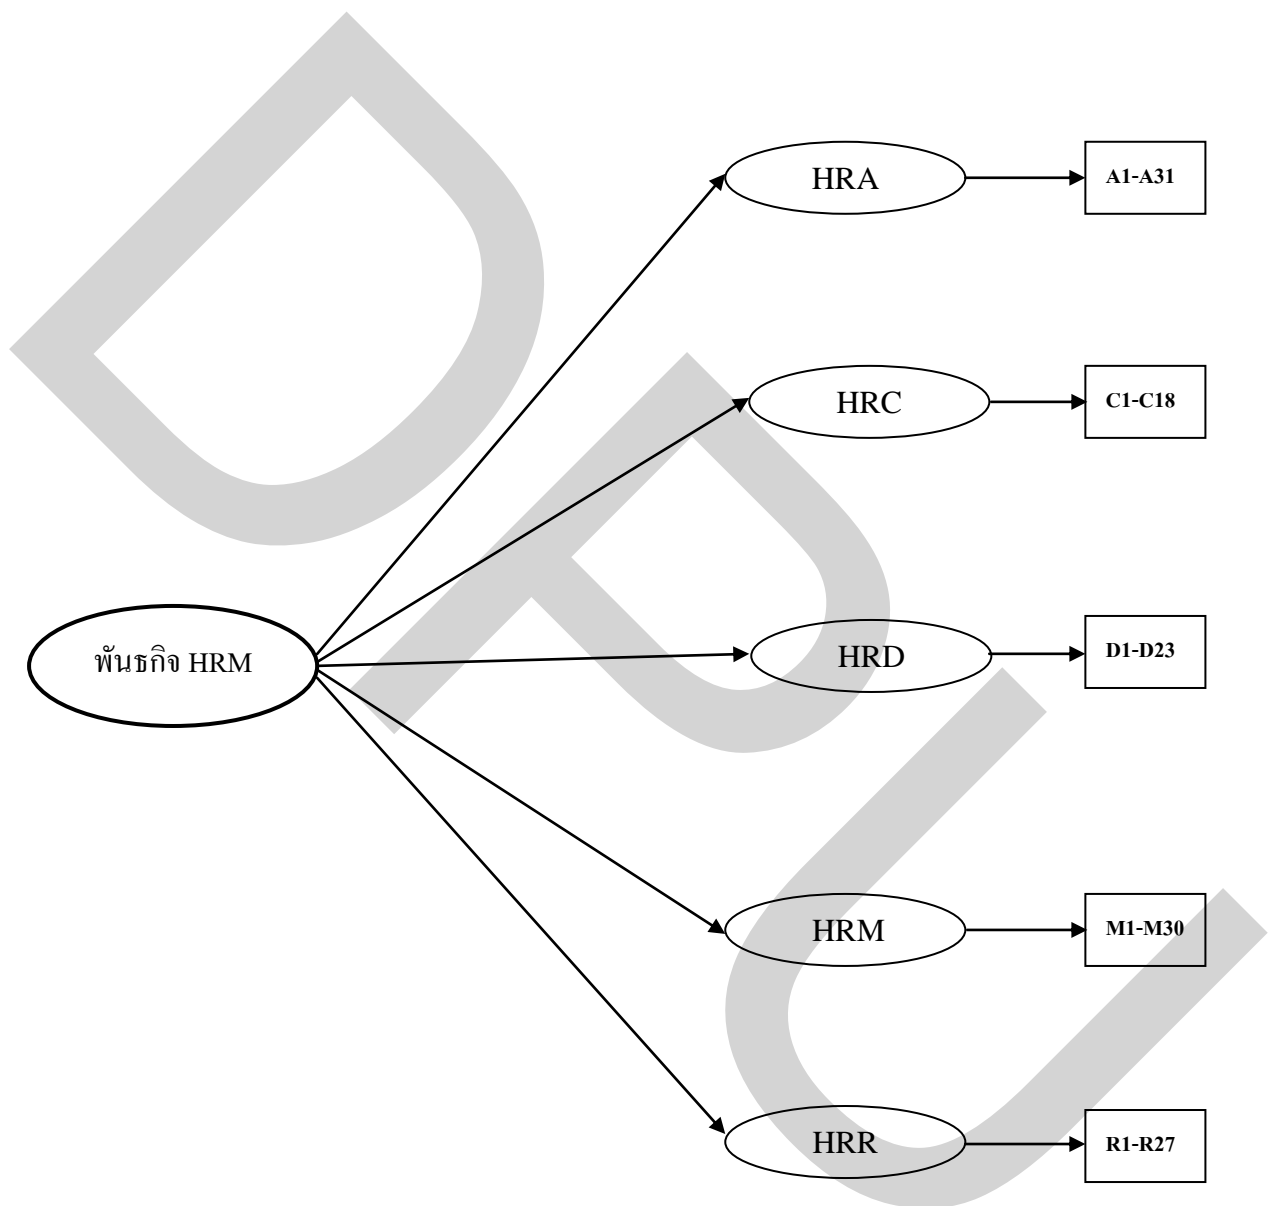 HRA
A1-A31
HRC
C1-C18
พันธกิจ HRM
HRD
D1-D23
HRM
M1-M30
HRR
R1-R27
DPU